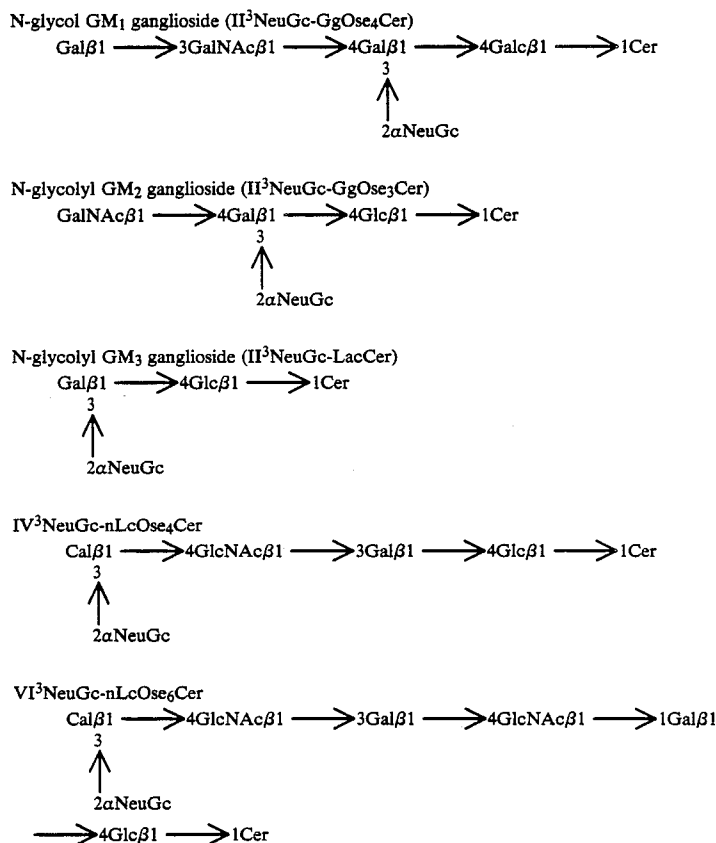 N-glycol GM₁ ganglioside (II³NeuGc-GgOse₄Cer)
Galβ1 ⟶ 3GalNAcβ1 ⟶ 4Galβ1 ⟶ 4Galcβ1 ⟶ 1Cer
3
2αNeuGc
N-glycolyl GM₂ ganglioside (II³NeuGc-GgOse₃Cer)
GalNAcβ1 ⟶ 4Galβ1 ⟶ 4Glcβ1 ⟶ 1Cer
3
2αNeuGc
N-glycolyl GM₃ ganglioside (II³NeuGc-LacCer)
Galβ1 ⟶ 4Glcβ1 ⟶ 1Cer
3
2αNeuGc
IV³NeuGc-nLcOse₄Cer
Calβ1 ⟶ 4GlcNAcβ1 ⟶ 3Galβ1 ⟶ 4Glcβ1 ⟶ 1Cer
3
2αNeuGc
VI³NeuGc-nLcOse₆Cer
Calβ1 ⟶ 4GlcNAcβ1 ⟶ 3Galβ1 ⟶ 4GlcNAcβ1 ⟶ 1Galβ1
3
2αNeuGc
⟶ 4Glcβ1 ⟶ 1Cer